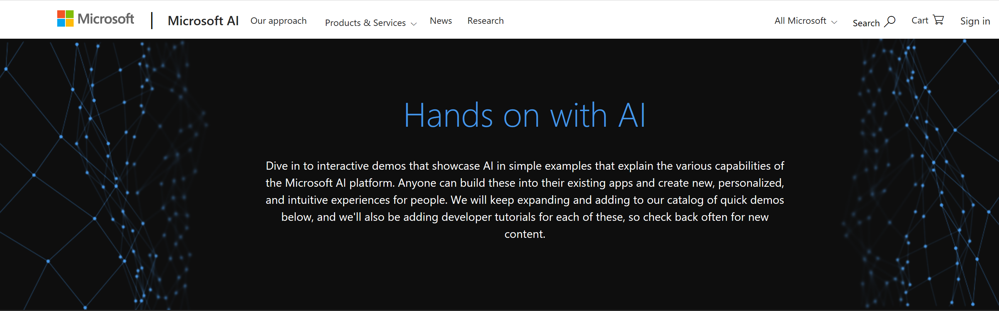 Microsoft
Microsoft AI Our approach Products & Services News Research
All Microsoft Search Cart Sign in
Hands on with AI
Dive in to interactive demos that showcase AI in simple examples that explain the various capabilities of
the Microsoft AI platform. Anyone can build these into their existing apps and create new, personalized,
and intuitive experiences for people. We will keep expanding and adding to our catalog of quick demos
below, and we'll also be adding developer tutorials for each of these, so check back often for new
content.